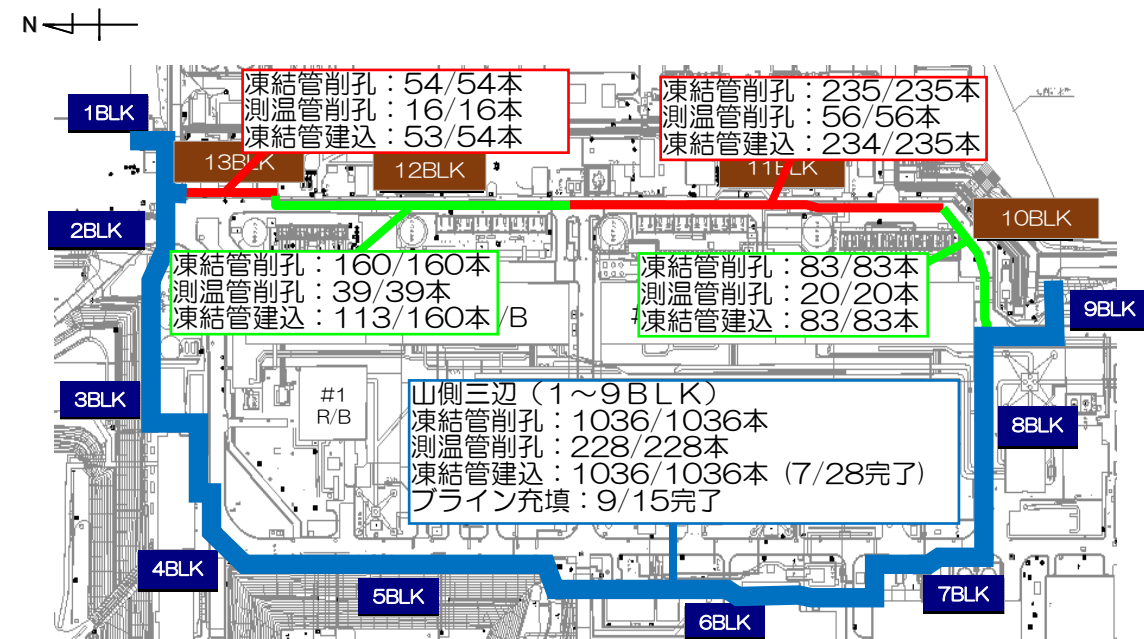 N
1BLK
凍結管削孔：54/54本
測温管削孔：16/16本
凍結管建込：53/54本
凍結管削孔：235/235本
測温管削孔：56/56本
凍結管建込：234/235本
13BLK
12BLK
11BLK
10BLK
2BLK
凍結管削孔：160/160本
測温管削孔：39/39本
凍結管建込：113/160本
/B
凍結管削孔：83/83本
測温管削孔：20/20本
凍結管建込：83/83本
9BLK
3BLK
#1
R/B
山側三辺（1～9ＢＬＫ）
凍結管削孔：1036/1036本
測温管削孔：228/228本
凍結管建込：1036/1036本（7/28完了）
ブライン充填：9/15完了
8BLK
4BLK
5BLK
7BLK
6BLK